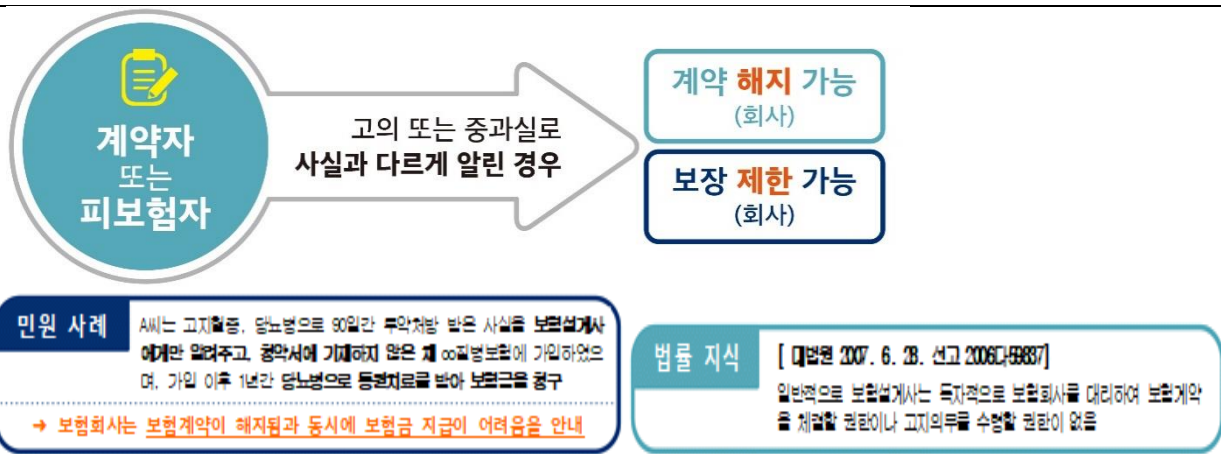 계약자
또는
피보험자
고의 또는 중과실로
사실과 다르게 알린 경우
계약 해지 가능
(회사)
보장 제한 가능
(회사)
민원 사례
A씨는 고지혈증, 당뇨병으로 90일간 투약처방 받은 사실을 보험설계사
에게만 알려주고, 청약서에 기재하지 않은 채 ∞질병보험에 가입하였으
며, 가입 이후 1년간 당뇨병으로 통원치료를 받아 보험금을 청구
→ 보험회사는 보험계약이 해지됨과 동시에 보험금 지급이 어려움을 안내
법률 지식
[ 대법원 2007. 6. 28. 선고 2006다59837]
일반적으로 보험설계사는 독자적으로 보험회사를 대리하여 보험계약
을 체결할 권한이나 고지의무를 수령할 권한이 없음